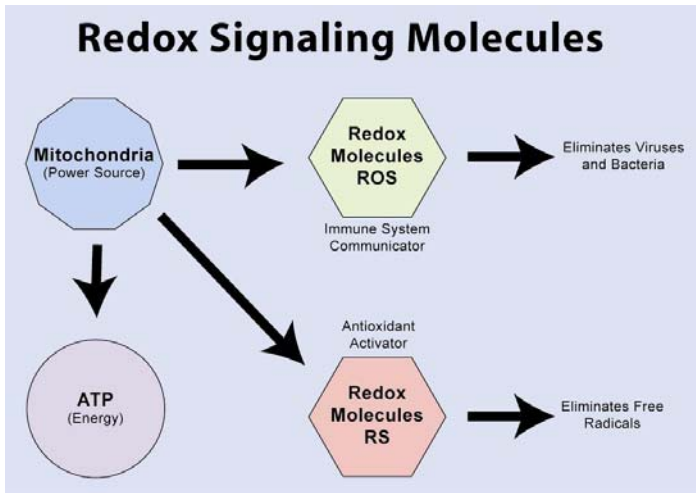 Redox Signaling Molecules
Mitochondria
(Power Source)
Redox
Molecules
ROS
Immune System
Communicator
Eliminates Viruses
and Bacteria
ATP
(Energy)
Antioxidant
Activator
Redox
Molecules
RS
Eliminates Free
Radicals